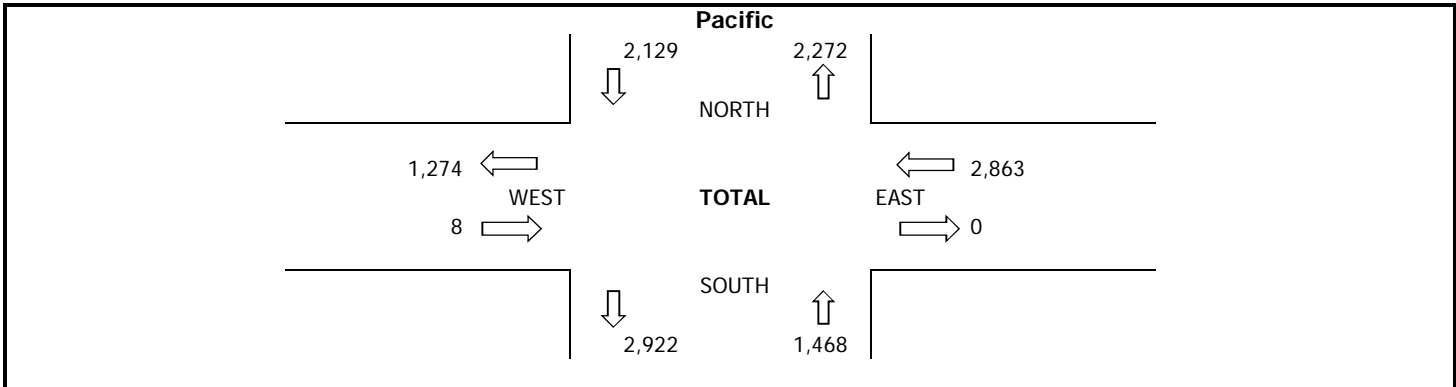 Pacific
2,129 2,272
NORTH
1,274 2,863
WEST TOTAL EAST
8 0
SOUTH
2,922 1,468